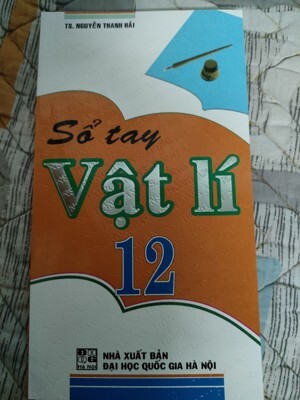 TS. NGUYỄN THANH HẢI
Sổ tay
Vật lí
12
NHÀ XUẤT BẢN
ĐẠI HỌC QUỐC GIA HÀ NỘI